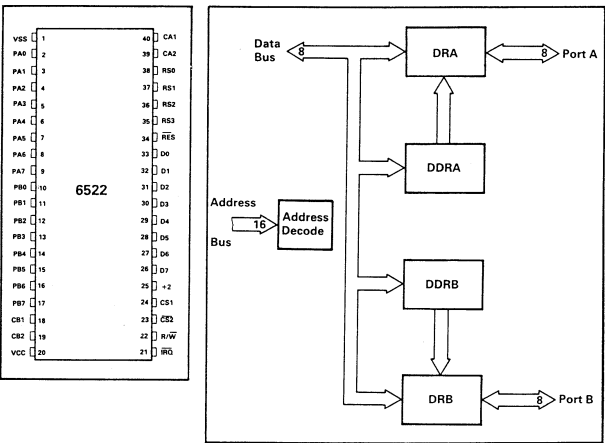 VSS 1 40 CA1
PA0 2 39 CA2
PA1 3 38 RS0
PA2 4 37 RS1
PA3 5 36 RS2
PA4 6 35 RS3
PA5 7 34 RES
PA6 8 33 D0
PA7 9 32 D1
PB0 10 31 D2
6522
PB1 11 30 D3
PB2 12 29 D4
PB3 13 28 D5
PB4 14 27 D6
PB5 15 26 D7
PB6 16 25 +2
PB7 17 24 CS1
CB1 18 23 CS2
CB2 19 22 R/W
VCC 20 21 IRQ
Data
Bus
8
DRA
8
Port A
DDRA
Address
Bus
16
Address
Decode
DDRB
DRB
8
Port B